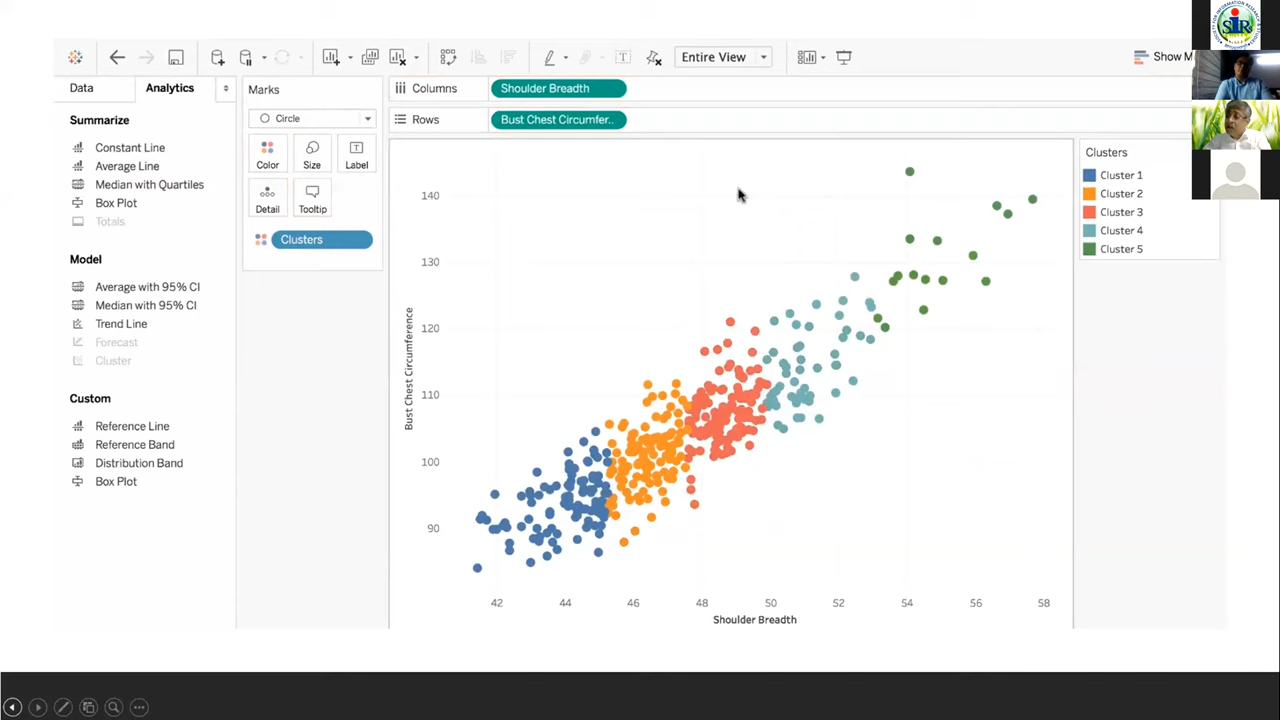 Entire View
Show M
Data
Analytics
Summarize
Constant Line
Average Line
Median with Quartiles
Box Plot
Totals
Model
Average with 95% CI
Median with 95% CI
Trend Line
Forecast
Cluster
Custom
Reference Line
Reference Band
Distribution Band
Box Plot
Marks
Circle
Color
Size
Label
Detail
Tooltip
Clusters
Columns
Shoulder Breadth
Rows
Bust Chest Circumfer..
140
130
120
110
100
90
Bust Chest Circumference
42
44
46
48
50
52
54
56
58
Shoulder Breadth
Clusters
Cluster 1
Cluster 2
Cluster 3
Cluster 4
Cluster 5